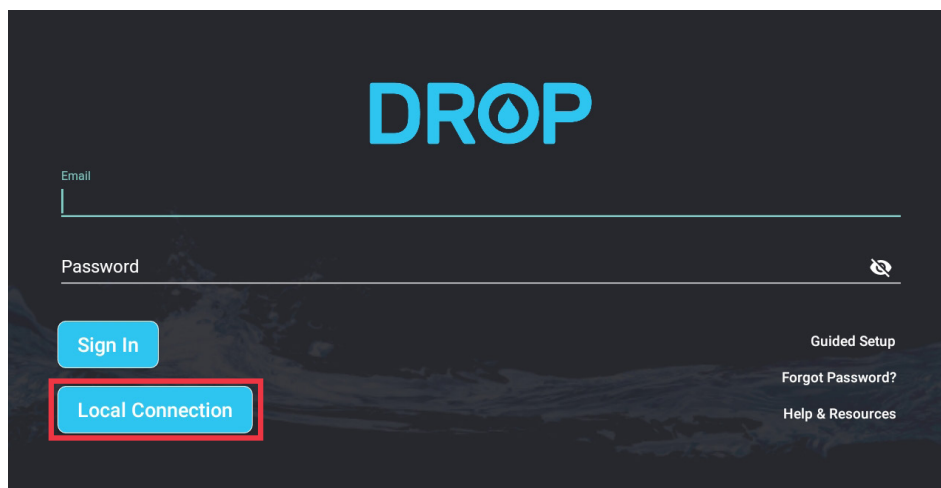 DROP
Email
Password
Sign In
Guided Setup
Forgot Password?
Local Connection
Help & Resources